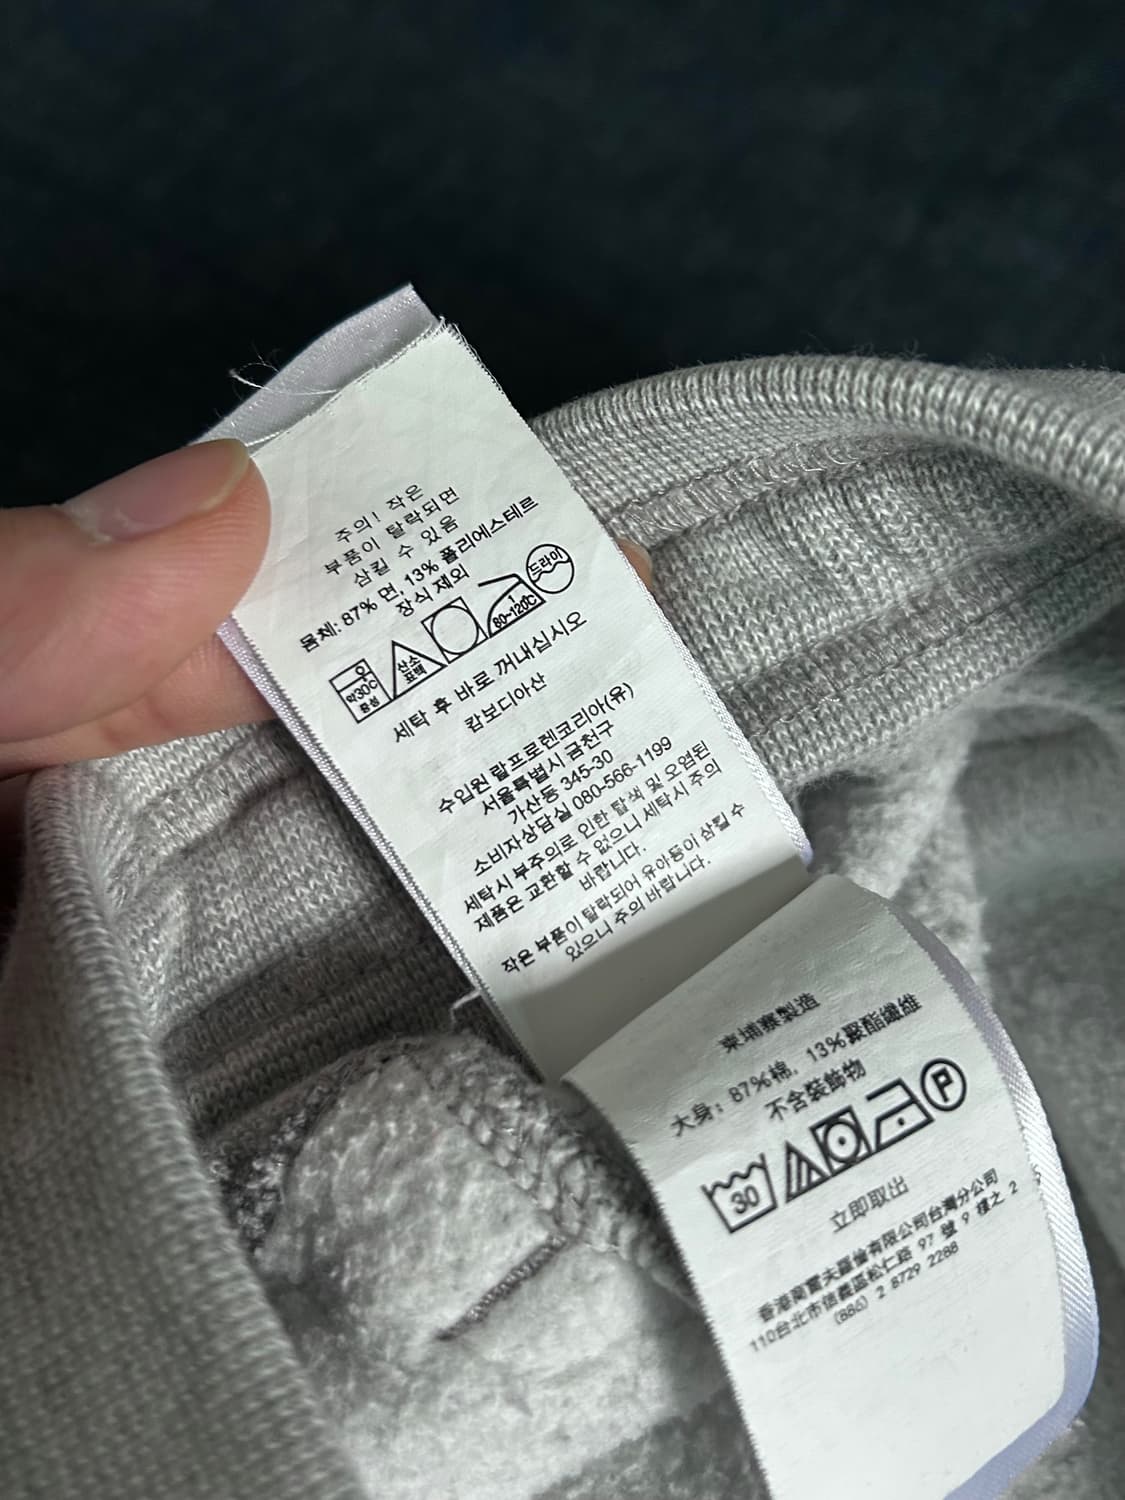 주의! 작은
부품이 탈락되면
삼킬 수 있음
몸체: 87% 면, 13% 폴리에스테르
장식 제외
약30℃
중성
산소
표백
80~120℃
드라이
세탁 후 바로 꺼내십시오
캄보디아산
수입원 랄프로렌코리아(유)
서울특별시 금천구
가산동 345-30
소비자상담실 080-566-1199
세탁시 부주의로 인한 탈색 및 오염된
제품은 교환할 수 없으니 세탁시 주의
바랍니다.
작은 부품이 탈락되어 유아등이 삼킬 수
있으니 주의 바랍니다.
柬埔寨製造
大身: 87%棉, 13%聚酯纖維
不含裝飾物
30
P
立即取出
香港商雷夫羅倫有限公司台灣分公司
110台北市信義區松仁路 97 號 9 樓之 2
(886) 2 8729 2288